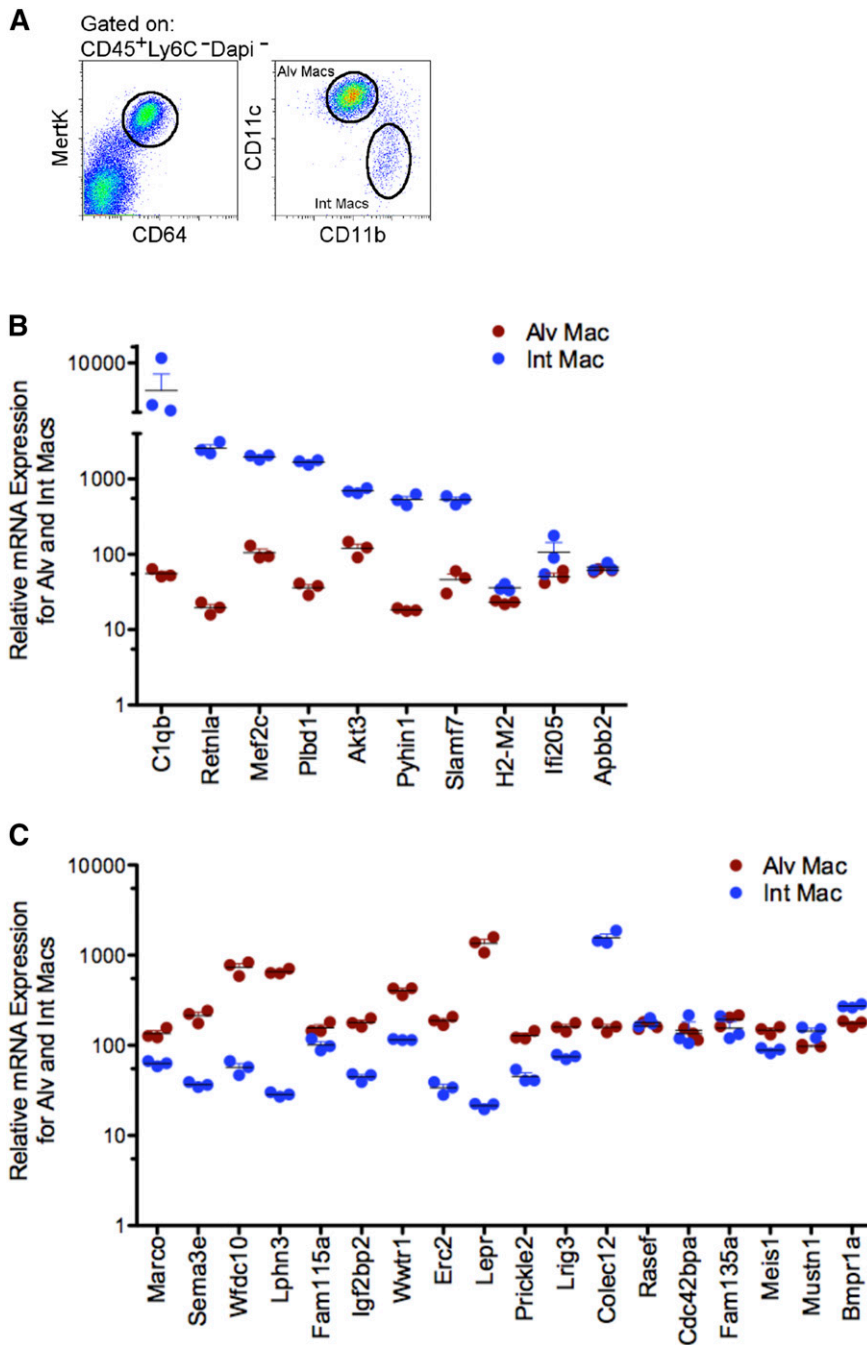 A
Gated on:
CD45+Ly6C-Dapi-
MertK
CD64
Alv Macs
CD11c
Int Macs
CD11b
B
Alv Mac
Int Mac
Relative mRNA Expression
for Alv and Int Macs
10000
1000
100
10
1
C1qb
Retnla
Mef2c
Plbd1
Akt3
Pyhin1
Slamf7
H2-M2
Ifi205
Apbb2
C
Alv Mac
Int Mac
Relative mRNA Expression
for Alv and Int Macs
10000
1000
100
10
1
Marco
Sema3e
Wfdc10
Lphn3
Fam115a
Igf2bp2
Wwtr1
Erc2
Lepr
Prickle2
Lrig3
Colec12
Rasef
Cdc42bpa
Fam135a
Meis1
Mustn1
Bmpr1a